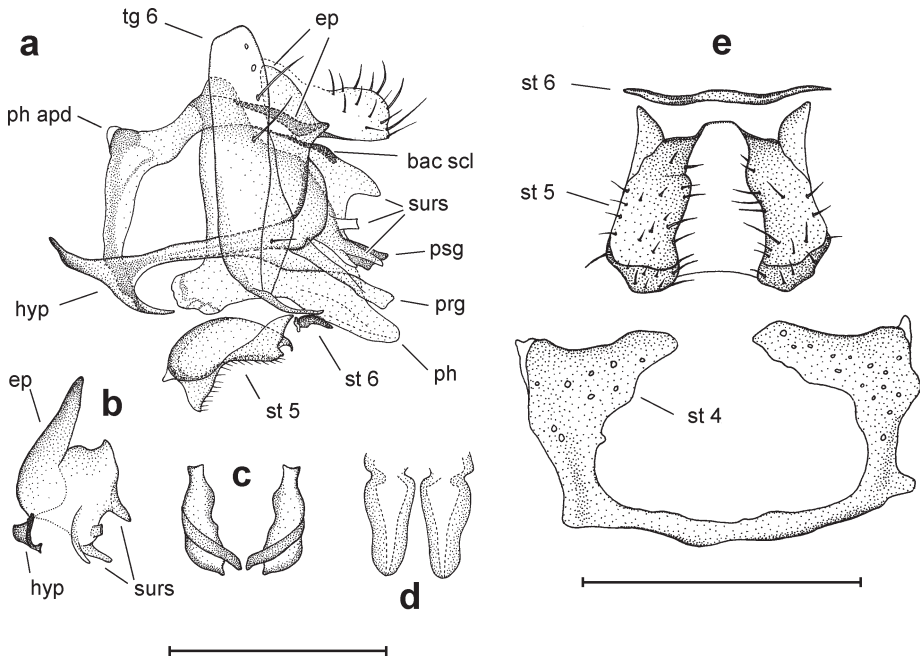 a
tg 6
ep
ph apd
bac scl
surs
psg
prg
hyp
ph
st 6
st 5
b
ep
hyp
surs
c
d
e
st 6
st 5
st 4